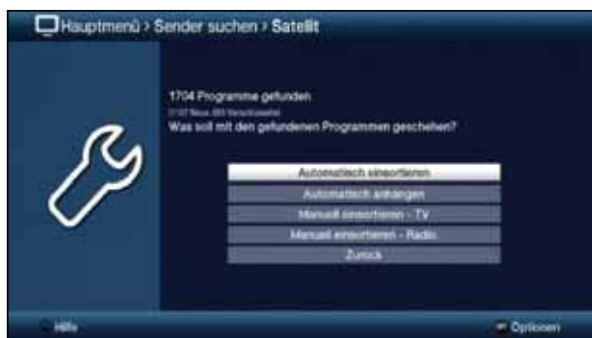 Hauptmenü > Sender suchen > Satellit
1704 Programme gefunden
Was soll mit den gefundenen Programmen geschehen?
Automatisch einsortieren
Automatisch anhängen
Manuell einsortieren - TV
Manuell einsortieren - Radio
Zurück
Hilfe
Optionen